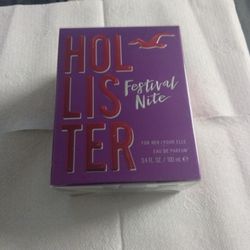 HOL
LIS
TER
Festival
Nite
FOR HER / POUR ELLE
EAU DE PARFUM
3.4 FL. OZ. / 100 ml ℮